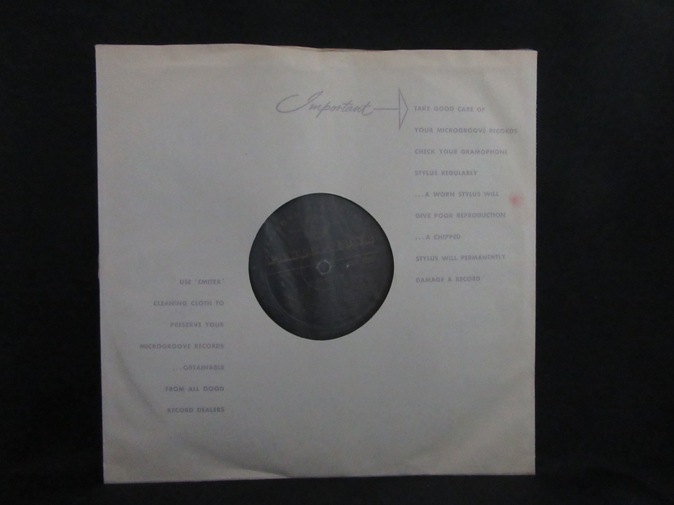 Important
TAKE GOOD CARE OF
YOUR MICROGROOVE RECORDS
CHECK YOUR GRAMOPHONE
STYLUS REGULARLY
...A WORN STYLUS WILL
GIVE POOR REPRODUCTION
...A CHIPPED
STYLUS WILL PERMANENTLY
DAMAGE A RECORD
USE 'EMITEX'
CLEANING CLOTH TO
PRESERVE YOUR
MICROGROOVE RECORDS
...OBTAINABLE
FROM ALL GOOD
RECORD DEALERS